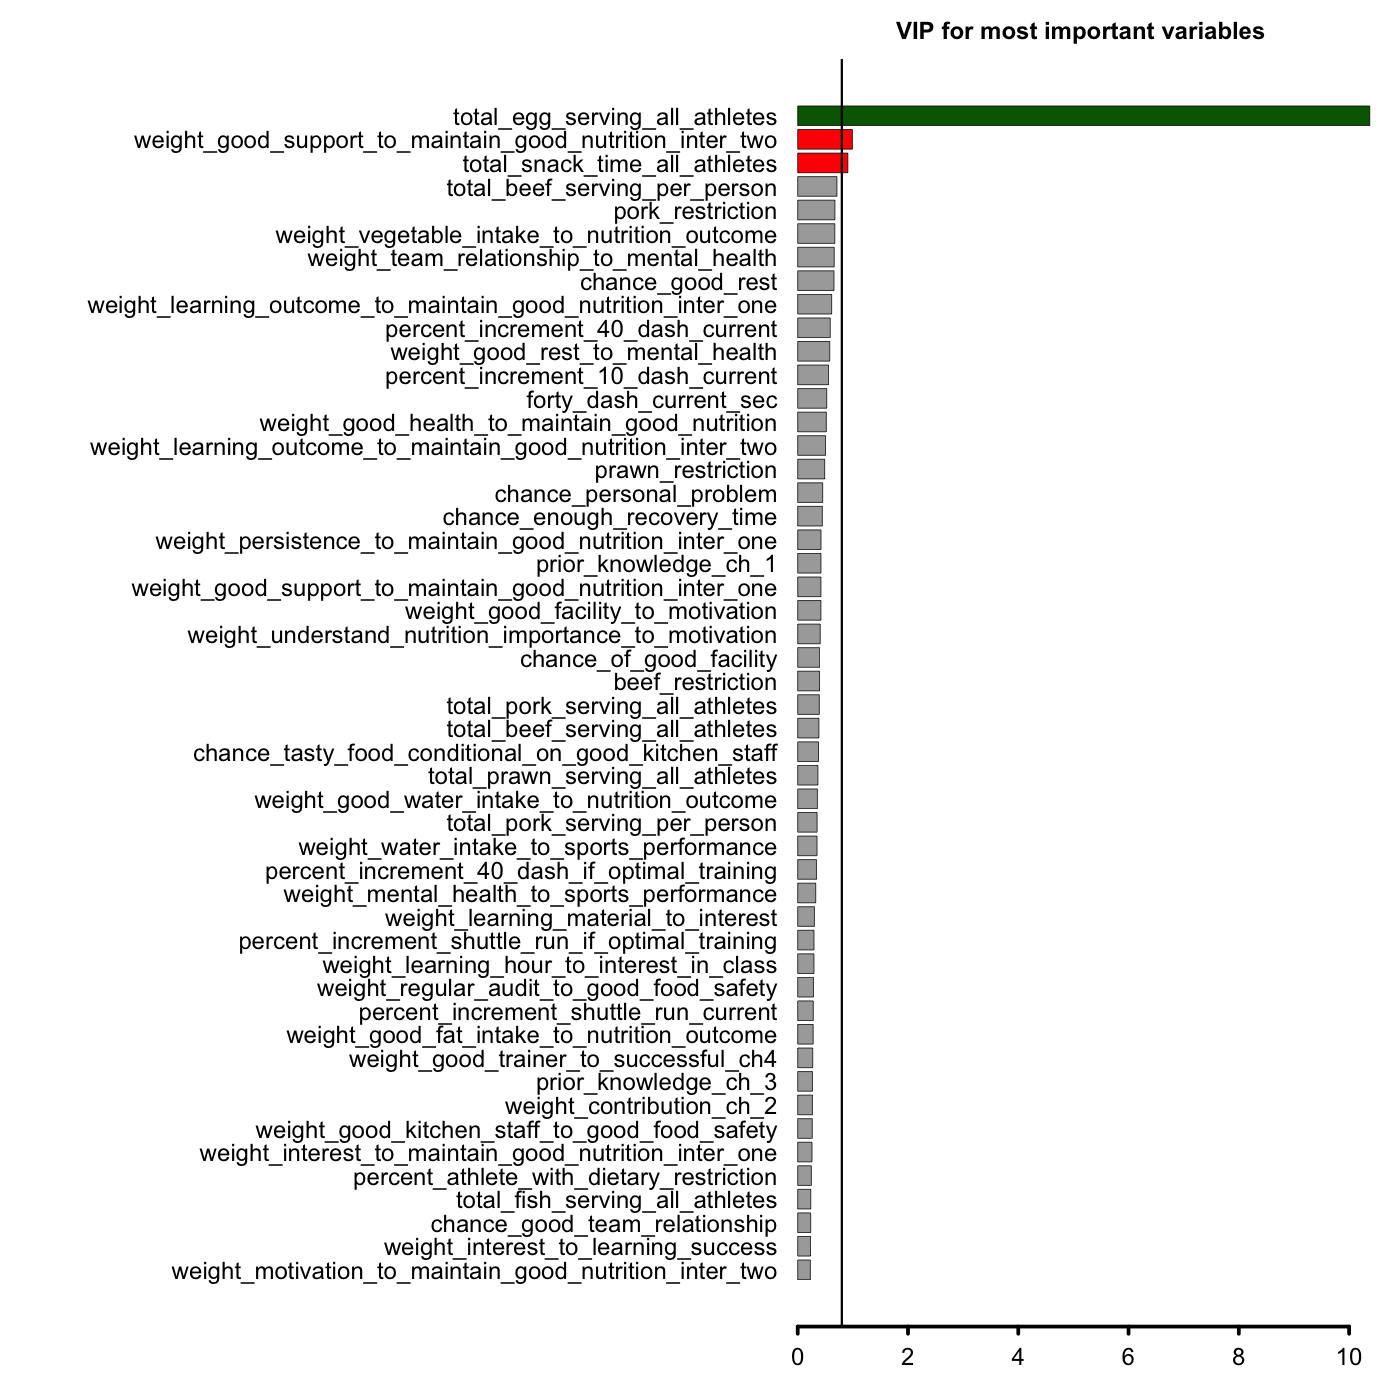 VIP for most important variables
total_egg_serving_all_athletes
weight_good_support_to_maintain_good_nutrition_inter_two
total_snack_time_all_athletes
total_beef_serving_per_person
pork_restriction
weight_vegetable_intake_to_nutrition_outcome
weight_team_relationship_to_mental_health
chance_good_rest
weight_learning_outcome_to_maintain_good_nutrition_inter_one
percent_increment_40_dash_current
weight_good_rest_to_mental_health
percent_increment_10_dash_current
forty_dash_current_sec
weight_good_health_to_maintain_good_nutrition
weight_learning_outcome_to_maintain_good_nutrition_inter_two
prawn_restriction
chance_personal_problem
chance_enough_recovery_time
weight_persistence_to_maintain_good_nutrition_inter_one
prior_knowledge_ch_1
weight_good_support_to_maintain_good_nutrition_inter_one
weight_good_facility_to_motivation
weight_understand_nutrition_importance_to_motivation
chance_of_good_facility
beef_restriction
total_pork_serving_all_athletes
total_beef_serving_all_athletes
chance_tasty_food_conditional_on_good_kitchen_staff
total_prawn_serving_all_athletes
weight_good_water_intake_to_nutrition_outcome
total_pork_serving_per_person
weight_water_intake_to_sports_performance
percent_increment_40_dash_if_optimal_training
weight_mental_health_to_sports_performance
weight_learning_material_to_interest
percent_increment_shuttle_run_if_optimal_training
weight_learning_hour_to_interest_in_class
weight_regular_audit_to_good_food_safety
percent_increment_shuttle_run_current
weight_good_fat_intake_to_nutrition_outcome
weight_good_trainer_to_successful_ch4
prior_knowledge_ch_3
weight_contribution_ch_2
weight_good_kitchen_staff_to_good_food_safety
weight_interest_to_maintain_good_nutrition_inter_one
percent_athlete_with_dietary_restriction
total_fish_serving_all_athletes
chance_good_team_relationship
weight_interest_to_learning_success
weight_motivation_to_maintain_good_nutrition_inter_two
0 2 4 6 8 10